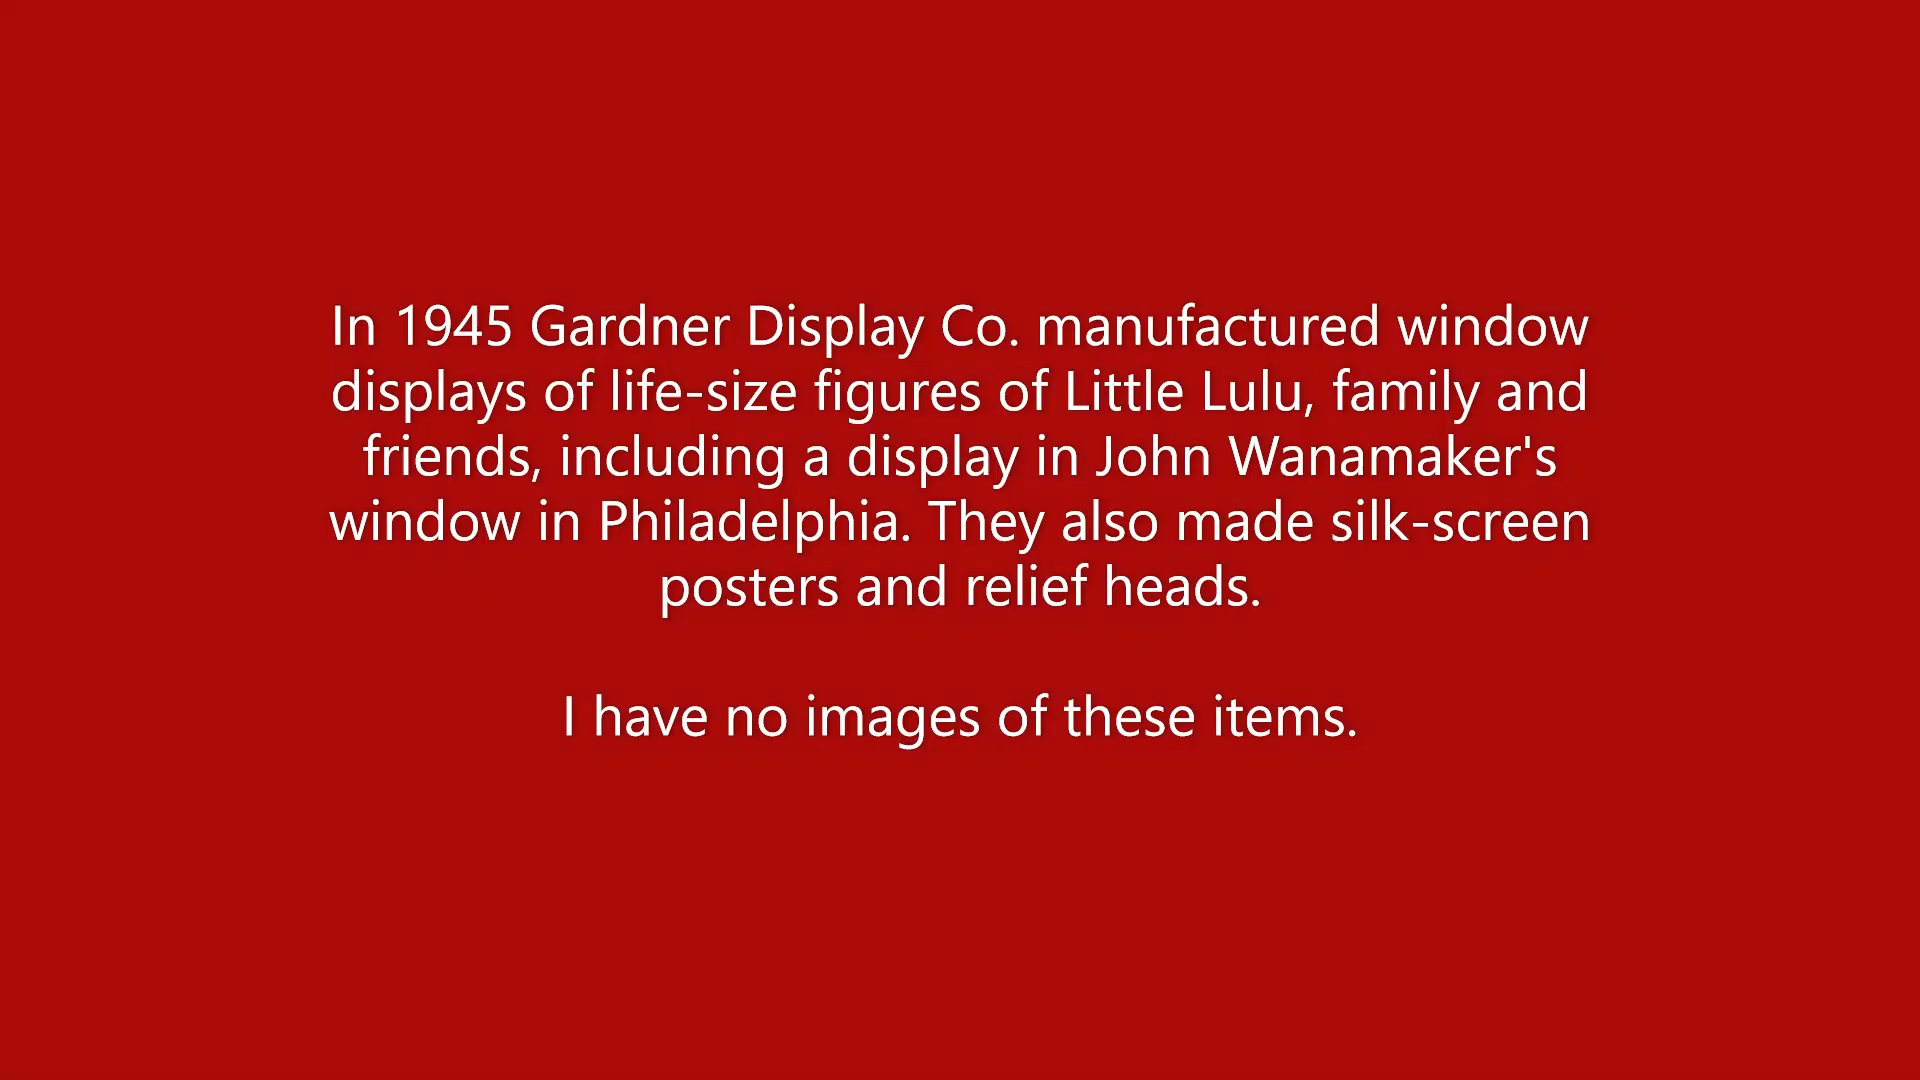 In 1945 Gardner Display Co. manufactured window
displays of life-size figures of Little Lulu, family and
friends, including a display in John Wanamaker's
window in Philadelphia. They also made silk-screen
posters and relief heads.
I have no images of these items.